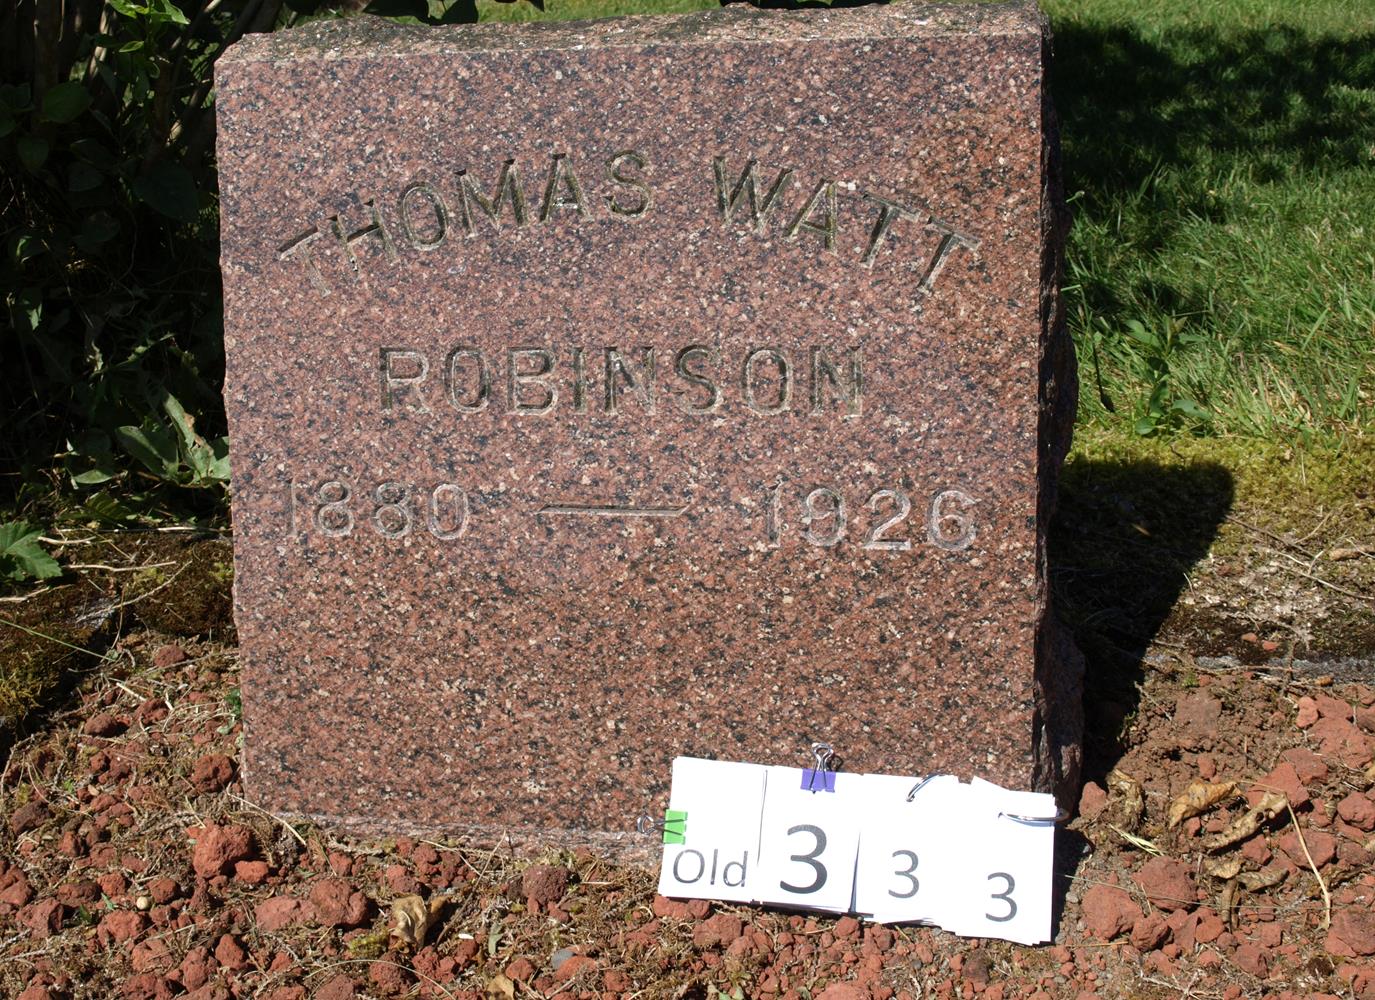 THOMAS WATT
ROBINSON
1880 — 1926
Old 3 3 3